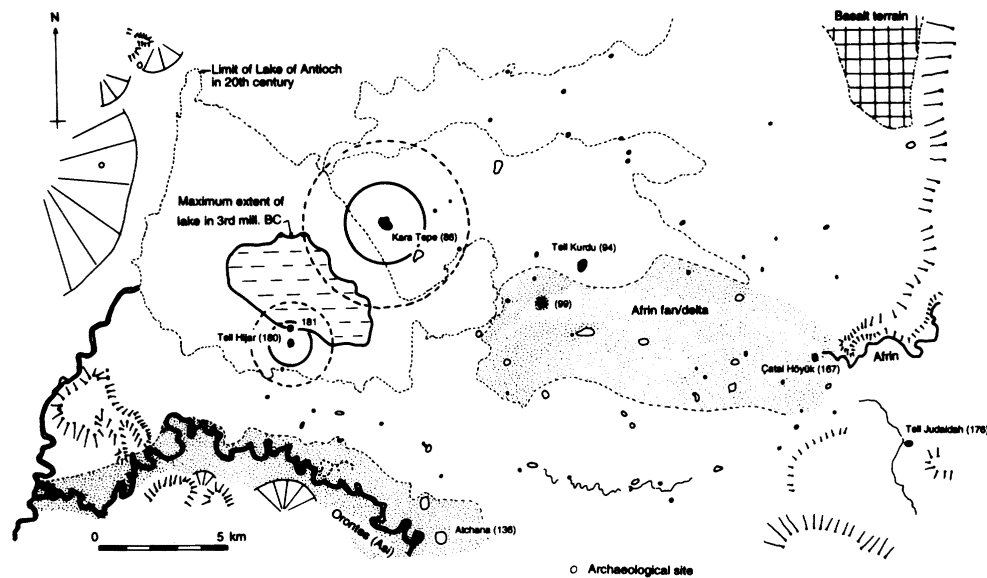 N
Basalt terrain
Limit of Lake of Antioch
in 20th century
Maximum extent of
lake in 3rd mill. BC
Kara Tepe (86)
Tell Kurdu (94)
(99)
Afrin fan/delta
181
Tell Hijar (180)
Çatal Höyük (167)
Afrin
Tell Judaidah (176)
Orontes (Asi)
Atchana (136)
0 5 km
Archaeological site